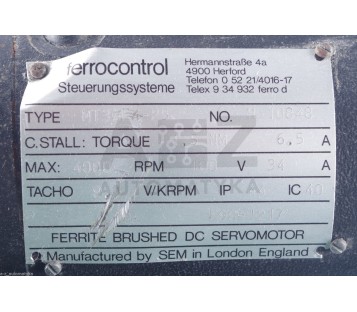 ferrocontrol
Steuerungssysteme
Hermannstraße 4a
4900 Herford
Telefon 0 52 21/4016-17
Telex 9 34 932 ferro d
TYPE NO.
C.STALL: TORQUE 6,5 A
MAX: RPM V 34 A
TACHO V/KRPM IP IC 40
FERRITE BRUSHED DC SERVOMOTOR
Manufactured by SEM in London England